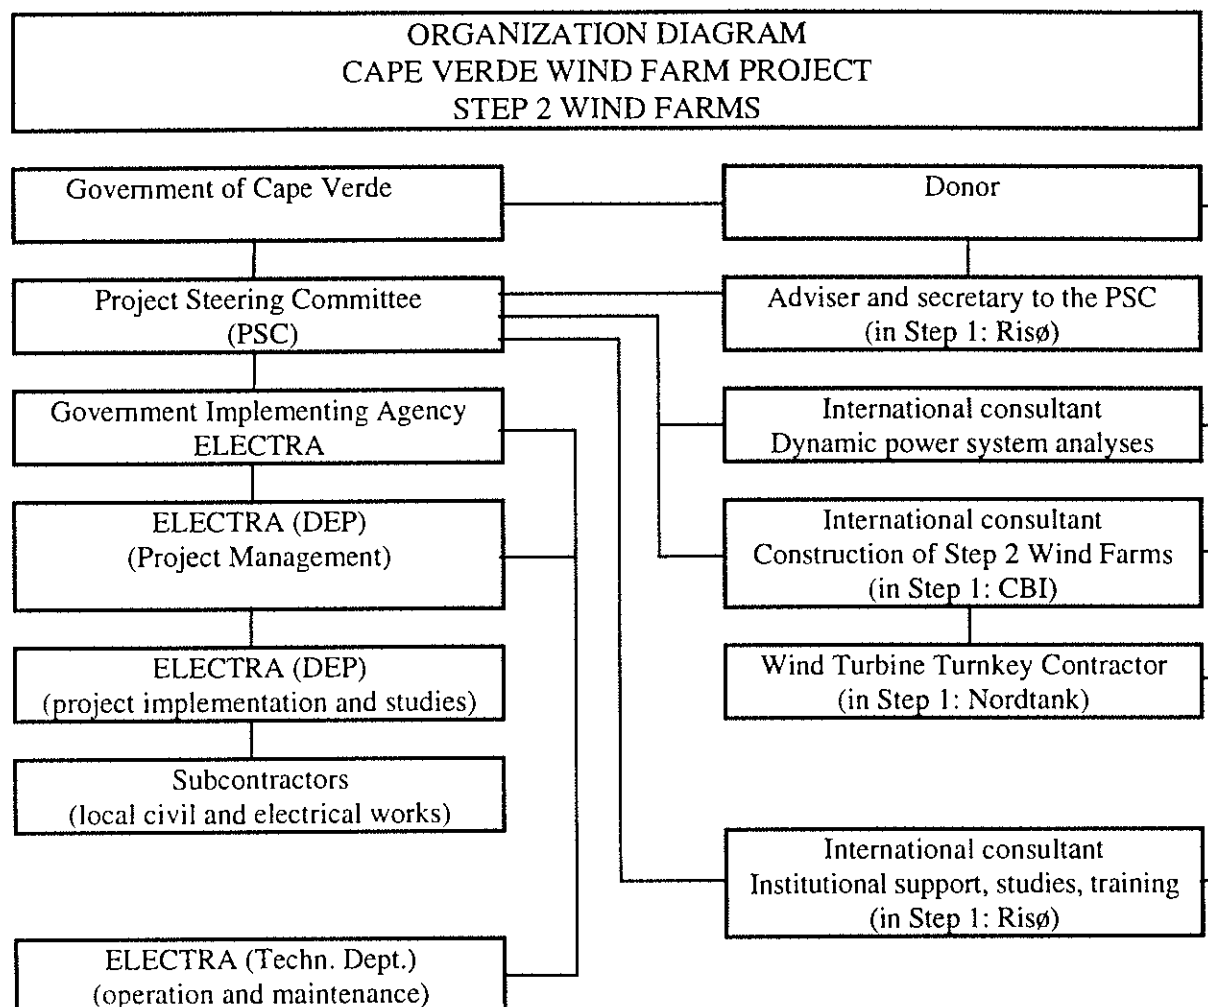 ORGANIZATION DIAGRAM
CAPE VERDE WIND FARM PROJECT
STEP 2 WIND FARMS
Government of Cape Verde
Donor
Project Steering Committee
(PSC)
Adviser and secretary to the PSC
(in Step 1: Risø)
Government Implementing Agency
ELECTRA
International consultant
Dynamic power system analyses
ELECTRA (DEP)
(Project Management)
International consultant
Construction of Step 2 Wind Farms
(in Step 1: CBI)
ELECTRA (DEP)
(project implementation and studies)
Wind Turbine Turnkey Contractor
(in Step 1: Nordtank)
Subcontractors
(local civil and electrical works)
International consultant
Institutional support, studies, training
(in Step 1: Risø)
ELECTRA (Techn. Dept.)
(operation and maintenance)